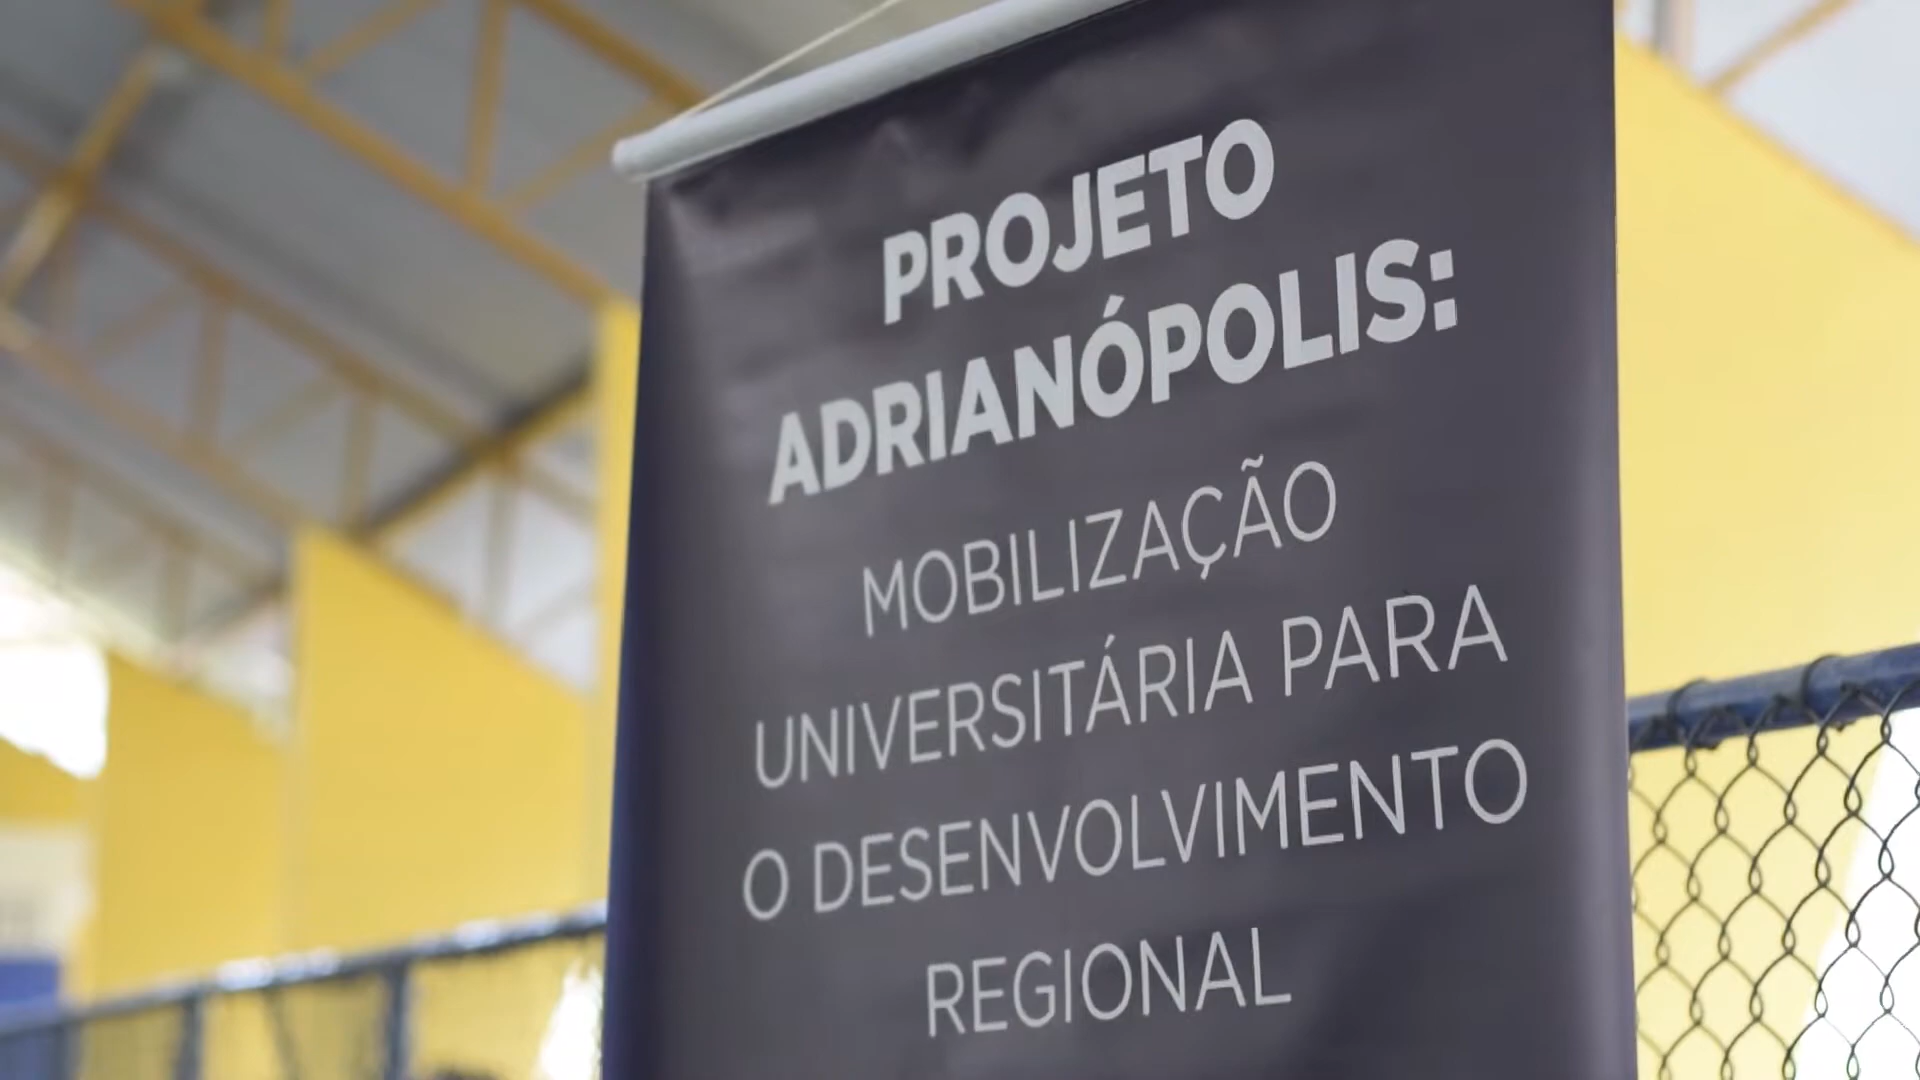 PROJETO
ADRIANÓPOLIS:
MOBILIZAÇÃO
UNIVERSITÁRIA PARA
O DESENVOLVIMENTO
REGIONAL